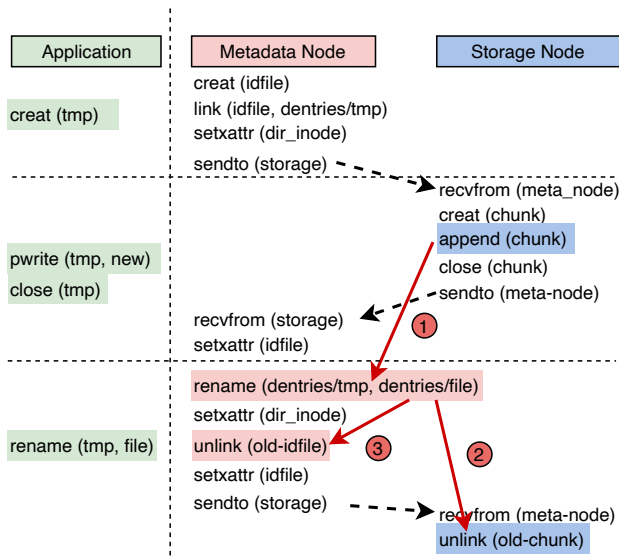 Application
Metadata Node
Storage Node
creat (idfile)
creat (tmp)
link (idfile, dentries/tmp)
setxattr (dir_inode)
sendto (storage)
recvfrom (meta_node)
creat (chunk)
append (chunk)
pwrite (tmp, new)
close (chunk)
close (tmp)
sendto (meta-node)
recvfrom (storage)
1
setxattr (idfile)
rename (dentries/tmp, dentries/file)
setxattr (dir_inode)
rename (tmp, file)
unlink (old-idfile)
3
2
setxattr (idfile)
sendto (storage)
recvfrom (meta-node)
unlink (old-chunk)